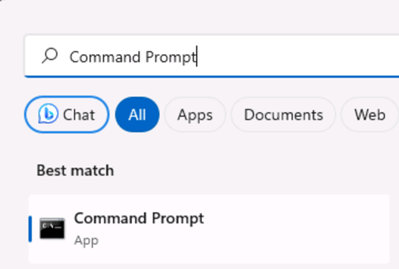 Command Prompt
Chat All Apps Documents Web
Best match
Command Prompt
App